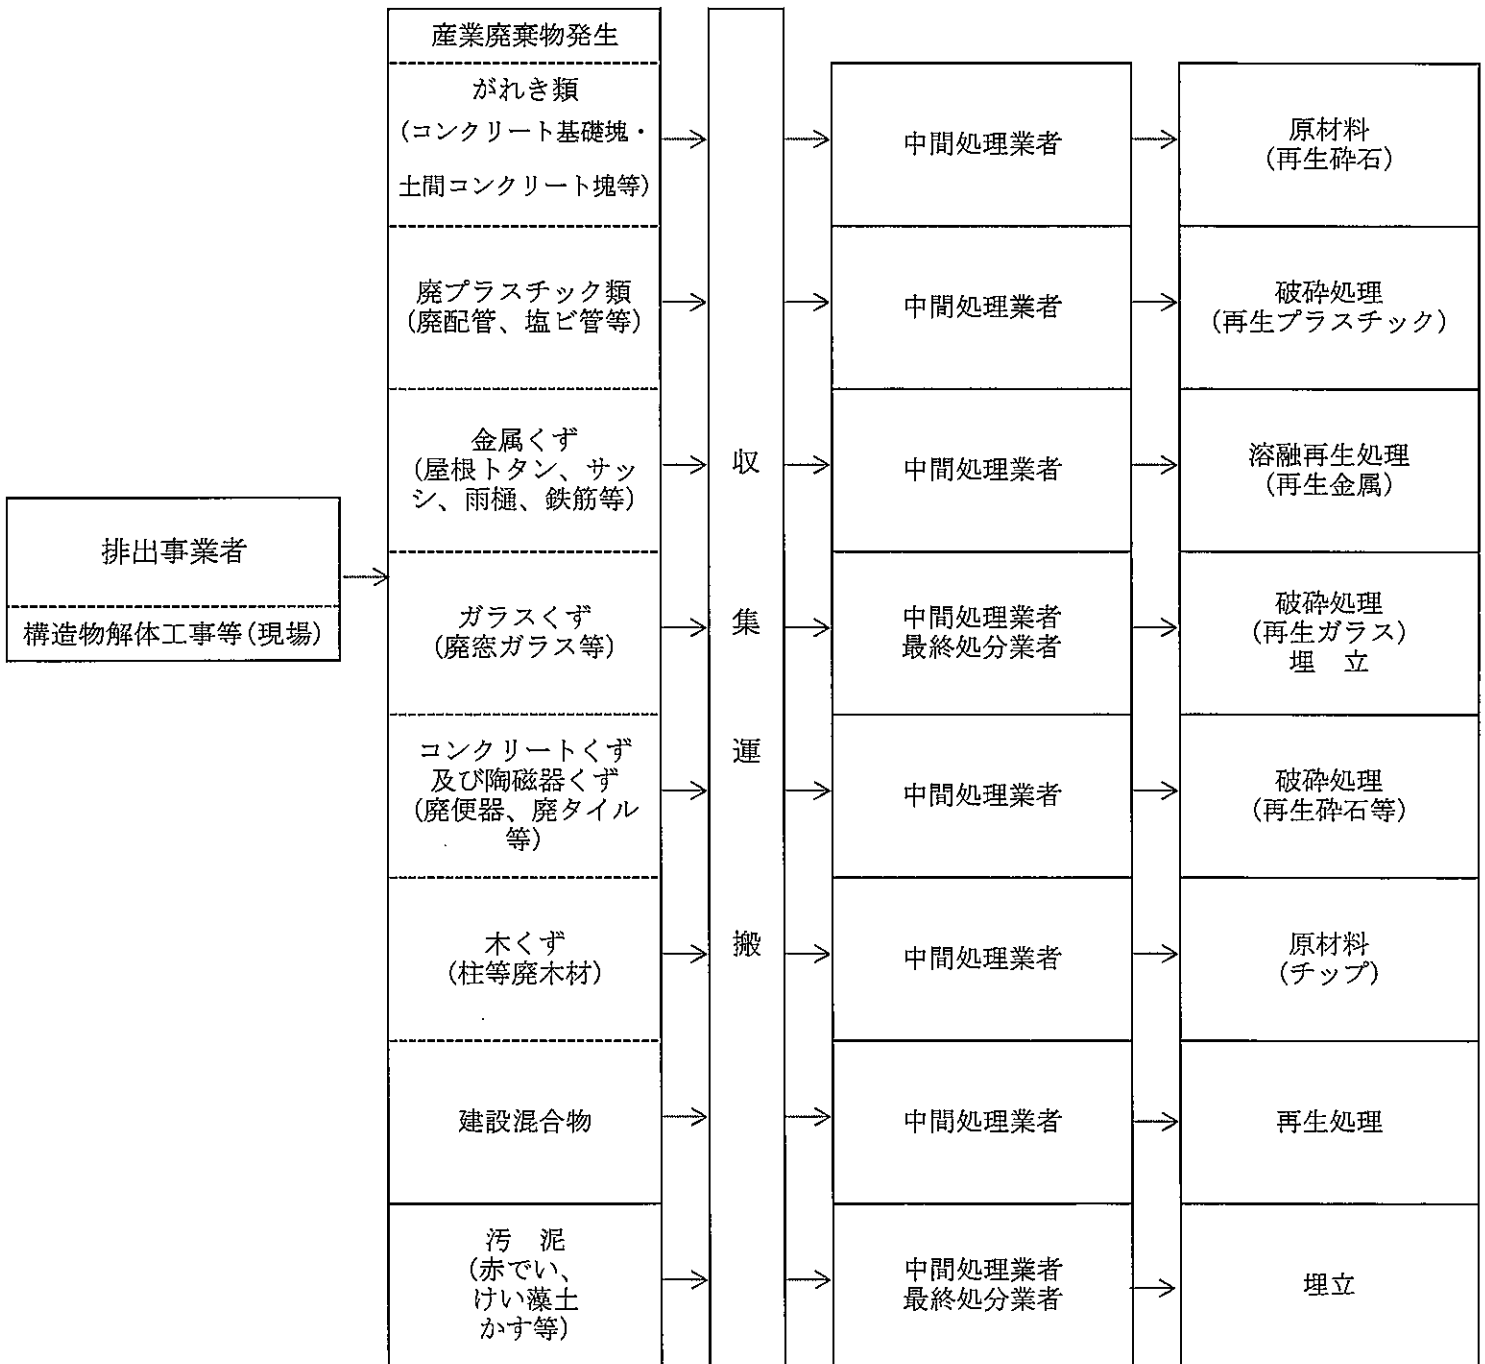 産業廃棄物発生
がれき類
(コンクリート基礎塊・
土間コンクリート塊等)
中間処理業者
原材料
(再生砕石)
廃プラスチック類
(廃配管、塩ビ管等)
中間処理業者
破砕処理
(再生プラスチック)
金属くず
(屋根トタン、サッ
シ、雨樋、鉄筋等)
中間処理業者
溶融再生処理
(再生金属)
排出事業者
構造物解体工事等(現場)
収
集
運
搬
ガラスくず
(廃窓ガラス等)
中間処理業者
最終処分業者
破砕処理
(再生ガラス)
埋　立
コンクリートくず
及び陶磁器くず
(廃便器、廃タイル
等)
中間処理業者
破砕処理
(再生砕石等)
木くず
(柱等廃木材)
中間処理業者
原材料
(チップ)
建設混合物
中間処理業者
再生処理
汚　泥
(赤でい、
けい藻土
かす等)
中間処理業者
最終処分業者
埋立